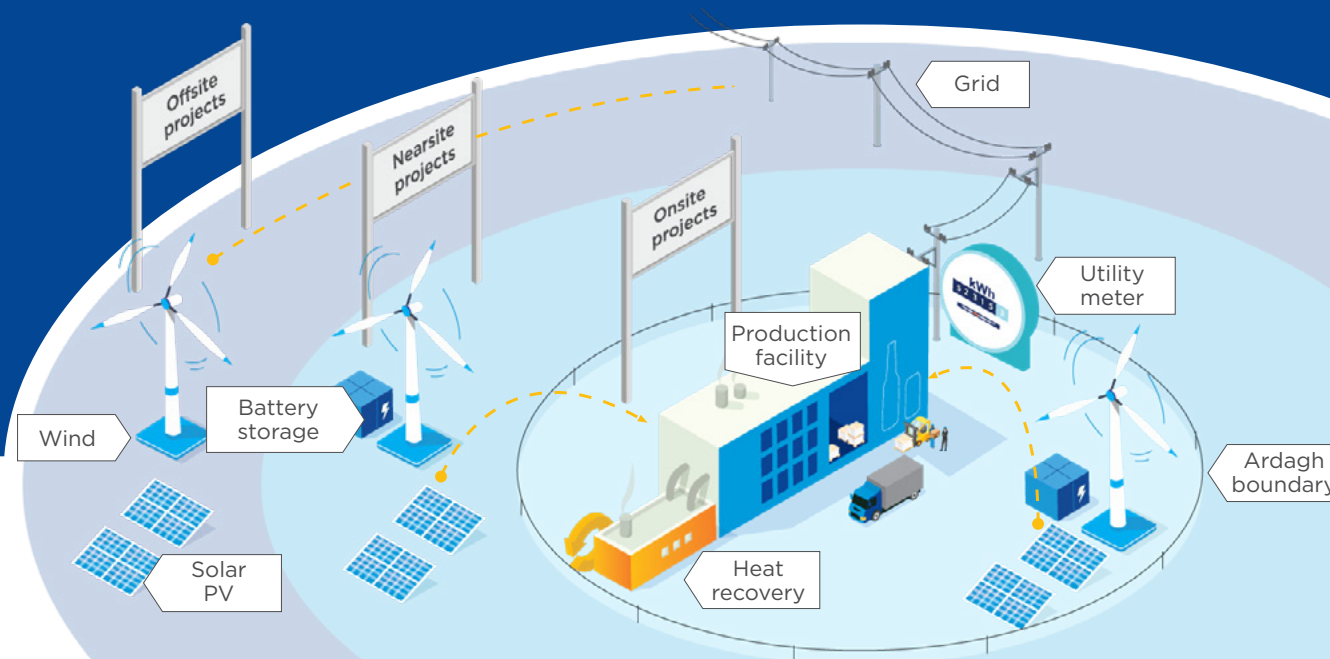 Offsite
projects
Nearsite
projects
Onsite
projects
Grid
kWh
Utility
meter
Production
facility
Battery
storage
Wind
Solar
PV
Heat
recovery
Ardagh
boundary